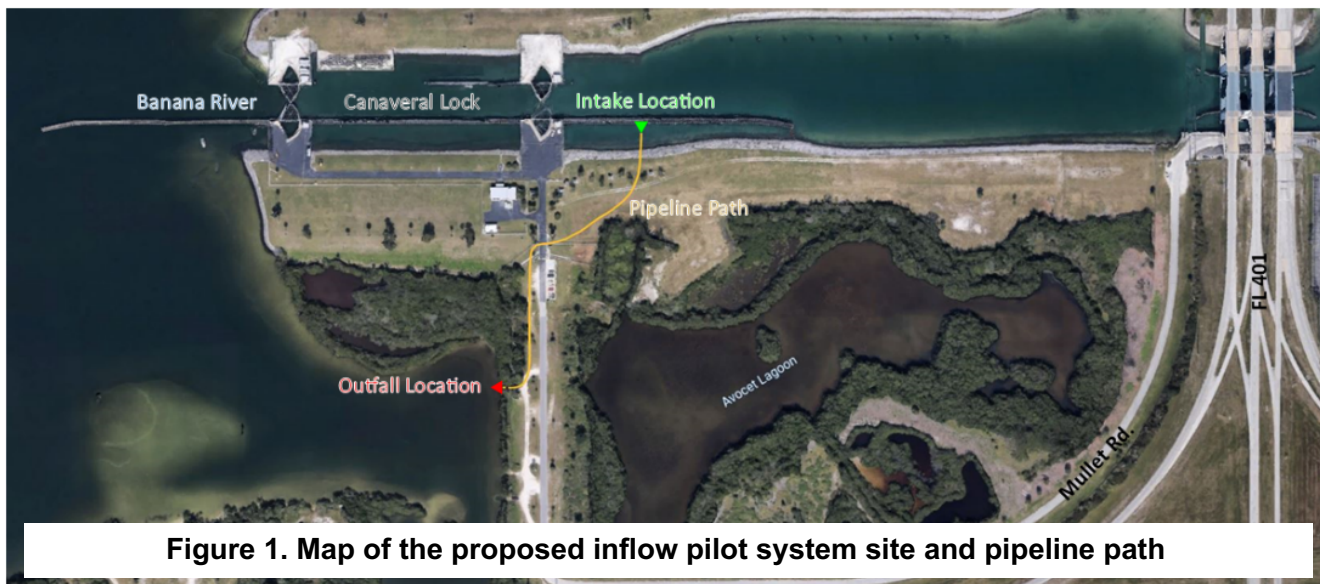 Banana River
Canaveral Lock
Intake Location
Pipeline Path
FL 401
Outfall Location
Avocet Lagoon
Mullet Rd.
Figure 1. Map of the proposed inflow pilot system site and pipeline path